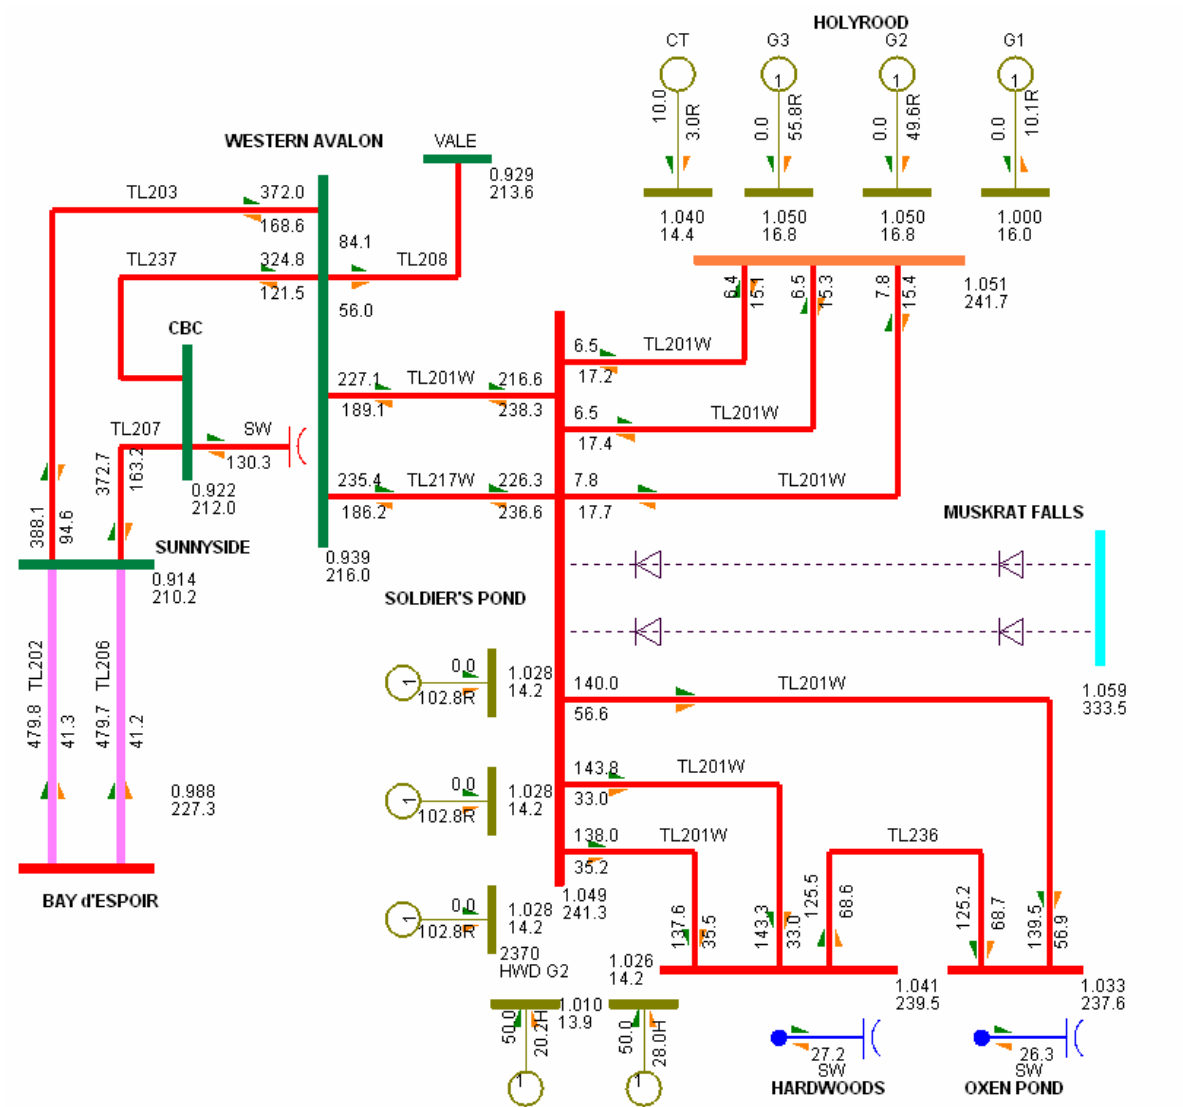 HOLYROOD
CT
G3
G2
G1
1
1
1
10.0
3.0R
0.0
55.8R
0.0
49.6R
0.0
10.1R
WESTERN AVALON
VALE
0.929
213.6
TL203
372.0
168.6
1.040
14.4
1.050
16.8
1.050
16.8
1.000
16.0
84.1
TL237
324.8
TL208
121.5
56.0
6.4
15.1
6.5
15.3
7.8
15.4
1.051
241.7
CBC
6.5
TL201W
17.2
227.1
TL201W
216.6
189.1
238.3
6.5
TL201W
17.4
TL207
SW
130.3
372.7
163.2
235.4
TL217W
226.3
186.2
236.6
7.8
TL201W
17.7
0.922
212.0
388.1
94.6
MUSKRAT FALLS
SUNNYSIDE
0.939
216.0
0.914
210.2
SOLDIER'S POND
479.8 TL202
41.3
479.7 TL206
41.2
0.0
1
102.8R
1.028
14.2
140.0
TL201W
56.6
1.059
333.5
0.988
227.3
0.0
1
102.8R
1.028
14.2
143.8
TL201W
33.0
138.0
TL201W
35.2
TL236
BAY d'ESPOIR
0.0
1
102.8R
1.028
14.2
1.049
241.3
137.6
35.5
143.3
33.0
125.5
68.6
125.2
68.7
139.5
56.9
2370
HWD G2
1.026
14.2
1.041
239.5
1.033
237.6
1.010
13.9
50.0
20.2H
50.0
28.0H
1
1
27.2
SW
HARDWOODS
26.3
SW
OXEN POND